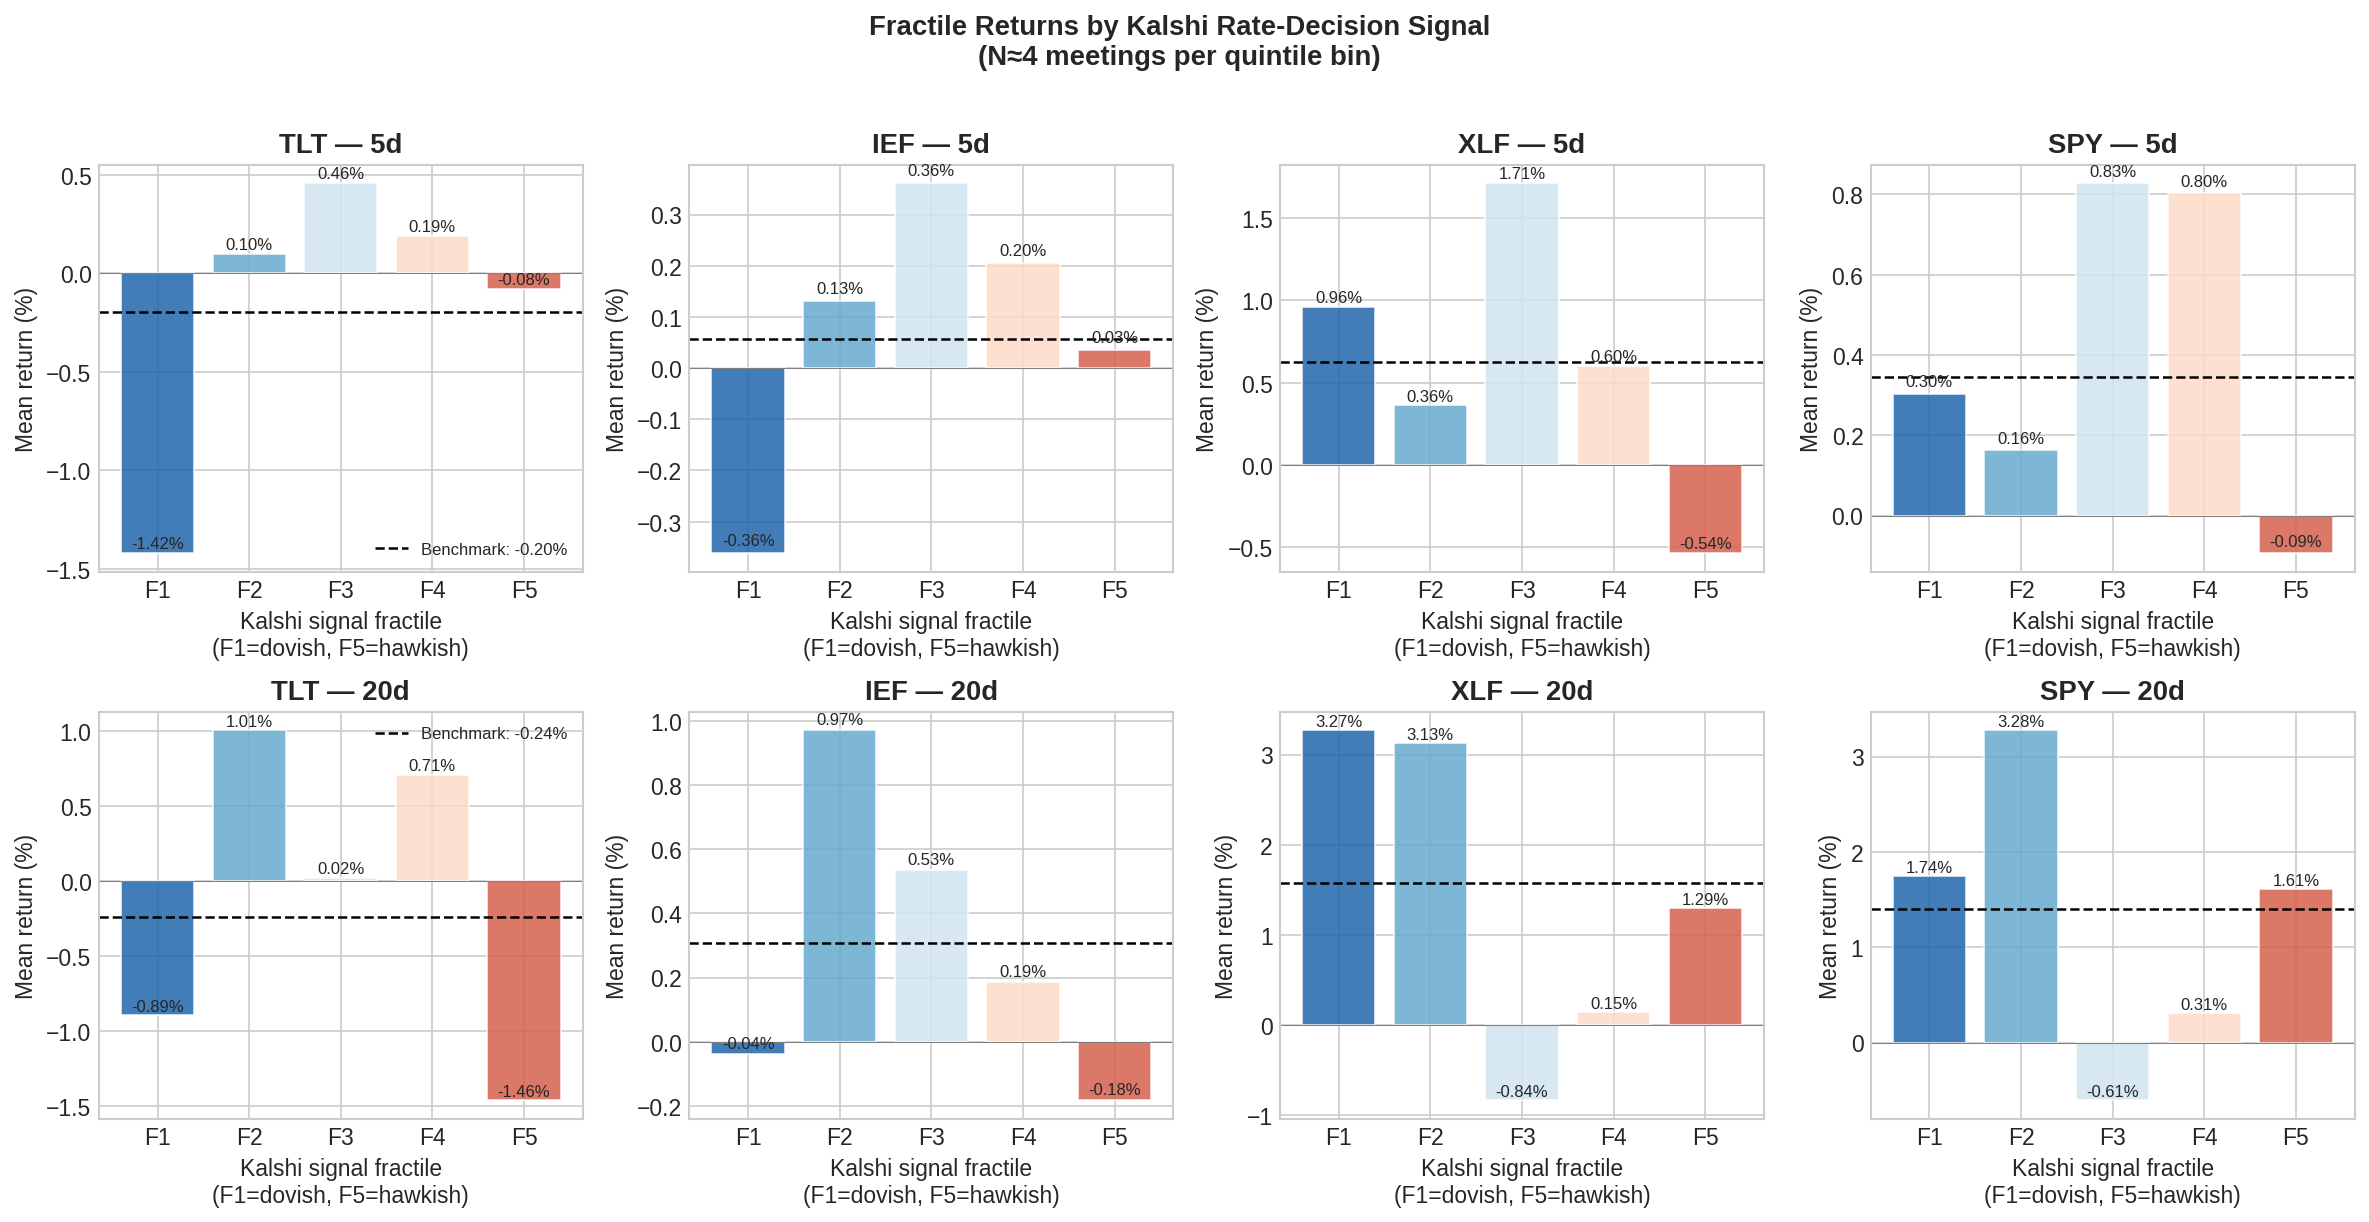 Fractile Returns by Kalshi Rate-Decision Signal
(N≈4 meetings per quintile bin)
TLT — 5d
Mean return (%)
0.5
0.0
−0.5
−1.0
−1.5
-1.42%
0.10%
0.46%
0.19%
-0.08%
Benchmark: -0.20%
F1 F2 F3 F4 F5
Kalshi signal fractile
(F1=dovish, F5=hawkish)
IEF — 5d
Mean return (%)
0.3
0.2
0.1
0.0
−0.1
−0.2
−0.3
-0.36%
0.13%
0.36%
0.20%
0.03%
F1 F2 F3 F4 F5
Kalshi signal fractile
(F1=dovish, F5=hawkish)
XLF — 5d
Mean return (%)
1.5
1.0
0.5
0.0
−0.5
0.96%
0.36%
1.71%
0.60%
-0.54%
F1 F2 F3 F4 F5
Kalshi signal fractile
(F1=dovish, F5=hawkish)
SPY — 5d
Mean return (%)
0.8
0.6
0.4
0.2
0.0
0.30%
0.16%
0.83%
0.80%
-0.09%
F1 F2 F3 F4 F5
Kalshi signal fractile
(F1=dovish, F5=hawkish)
TLT — 20d
Mean return (%)
1.0
0.5
0.0
−0.5
−1.0
−1.5
-0.89%
1.01%
0.02%
0.71%
-1.46%
Benchmark: -0.24%
F1 F2 F3 F4 F5
Kalshi signal fractile
(F1=dovish, F5=hawkish)
IEF — 20d
Mean return (%)
1.0
0.8
0.6
0.4
0.2
0.0
−0.2
-0.04%
0.97%
0.53%
0.19%
-0.18%
F1 F2 F3 F4 F5
Kalshi signal fractile
(F1=dovish, F5=hawkish)
XLF — 20d
Mean return (%)
3
2
1
0
−1
3.27%
3.13%
-0.84%
0.15%
1.29%
F1 F2 F3 F4 F5
Kalshi signal fractile
(F1=dovish, F5=hawkish)
SPY — 20d
Mean return (%)
3
2
1
0
1.74%
3.28%
-0.61%
0.31%
1.61%
F1 F2 F3 F4 F5
Kalshi signal fractile
(F1=dovish, F5=hawkish)